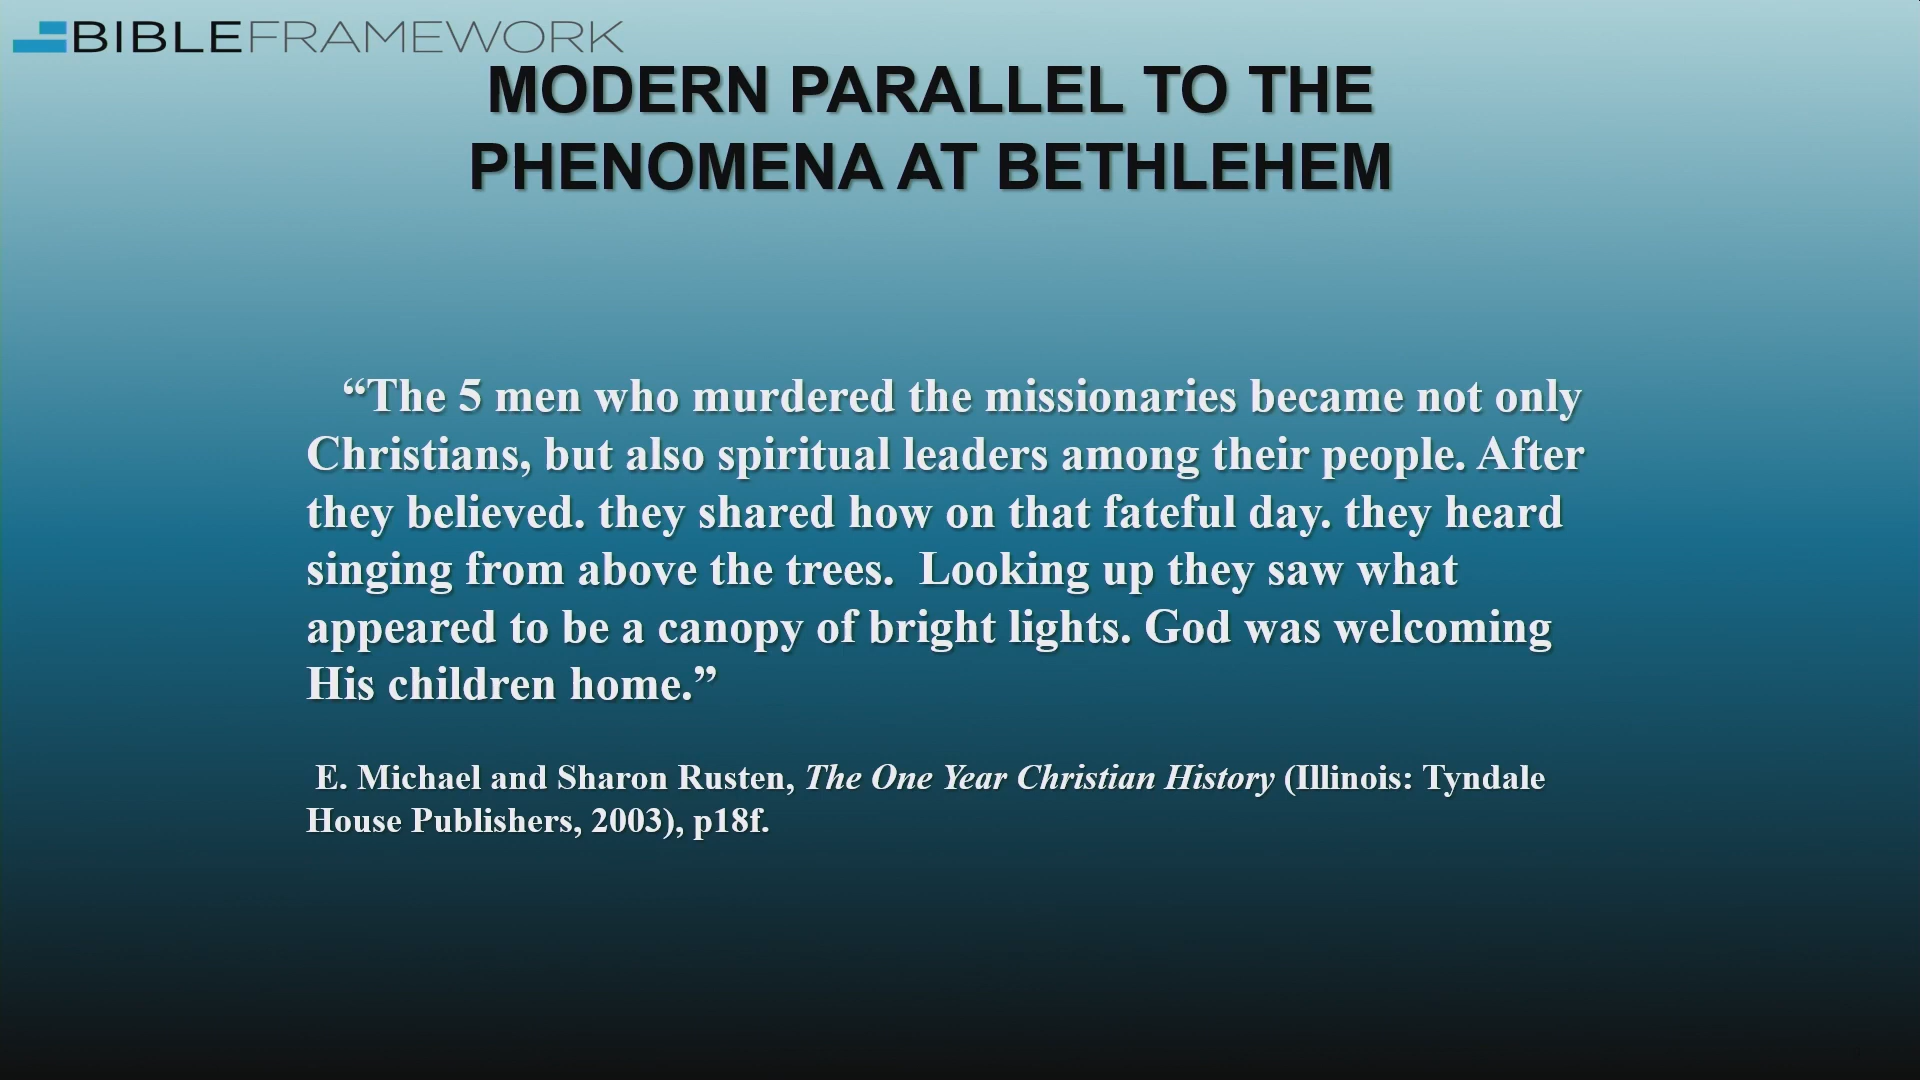 BIBLEFRAMEWORK
MODERN PARALLEL TO THE
PHENOMENA AT BETHLEHEM
“The 5 men who murdered the missionaries became not only
Christians, but also spiritual leaders among their people. After
they believed. they shared how on that fateful day. they heard
singing from above the trees.  Looking up they saw what
appeared to be a canopy of bright lights. God was welcoming
His children home.”
E. Michael and Sharon Rusten, The One Year Christian History (Illinois: Tyndale
House Publishers, 2003), p18f.